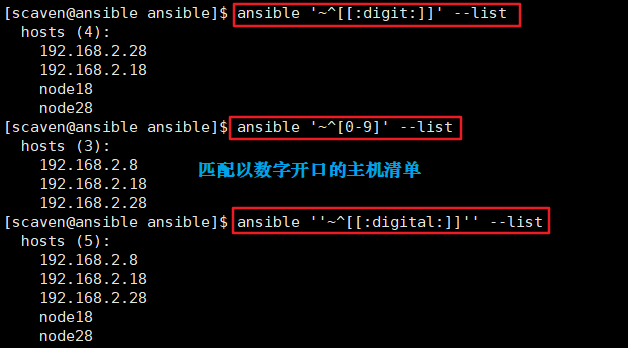 [scaven@ansible ansible]$ ansible '~^[[:digit:]]' --list
hosts (4):
192.168.2.28
192.168.2.18
node18
node28
[scaven@ansible ansible]$ ansible '~^[0-9]' --list
hosts (3):
192.168.2.8
192.168.2.18
192.168.2.28
匹配以数字开口的主机清单
[scaven@ansible ansible]$ ansible ''~^[[:digital:]]'' --list
hosts (5):
192.168.2.8
192.168.2.18
192.168.2.28
node18
node28